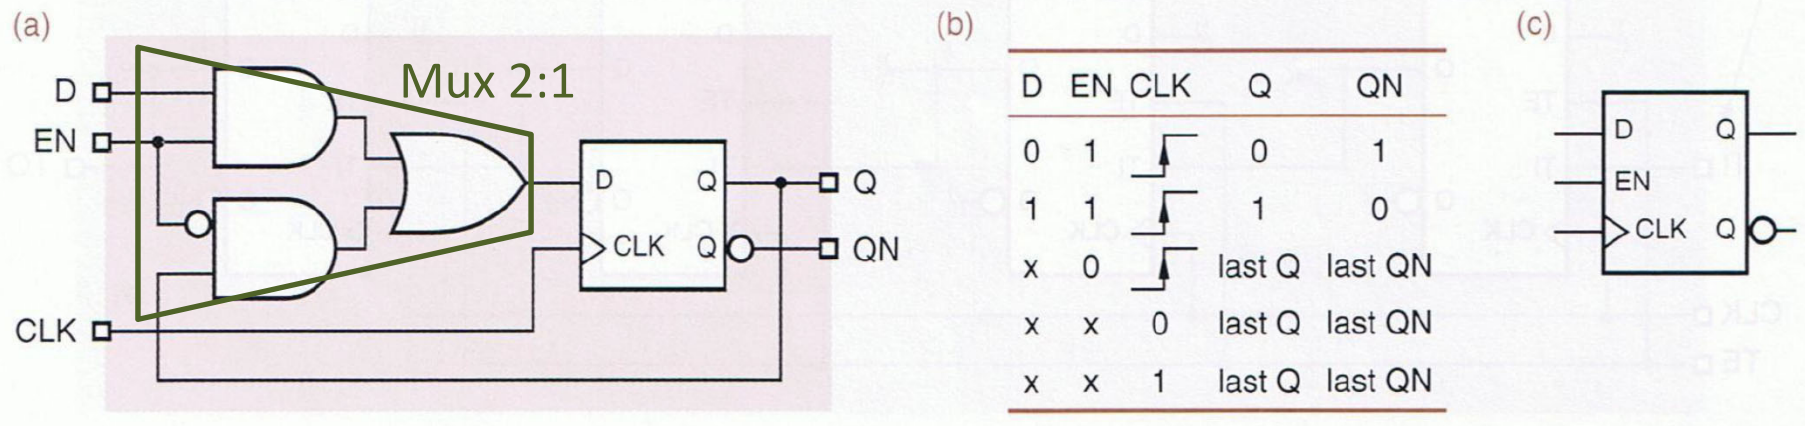 (a)
Mux 2:1
D
EN
CLK
D Q
CLK Q
Q
QN
(b)
D EN CLK Q QN
0 1 0 1
1 1 1 0
x 0 last Q last QN
x x 0 last Q last QN
x x 1 last Q last QN
(c)
D Q
EN
CLK Q